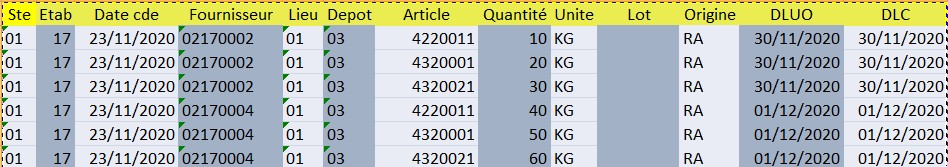 Ste Etab Date cde Fournisseur Lieu Depot Article Quantité Unite Lot Origine DLUO DLC
01 17 23/11/2020 02170002 01 03 4220011 10 KG RA 30/11/2020 30/11/2020
01 17 23/11/2020 02170002 01 03 4320001 20 KG RA 30/11/2020 30/11/2020
01 17 23/11/2020 02170002 01 03 4320021 30 KG RA 30/11/2020 30/11/2020
01 17 23/11/2020 02170004 01 03 4220011 40 KG RA 01/12/2020 01/12/2020
01 17 23/11/2020 02170004 01 03 4320001 50 KG RA 01/12/2020 01/12/2020
01 17 23/11/2020 02170004 01 03 4320021 60 KG RA 01/12/2020 01/12/2020